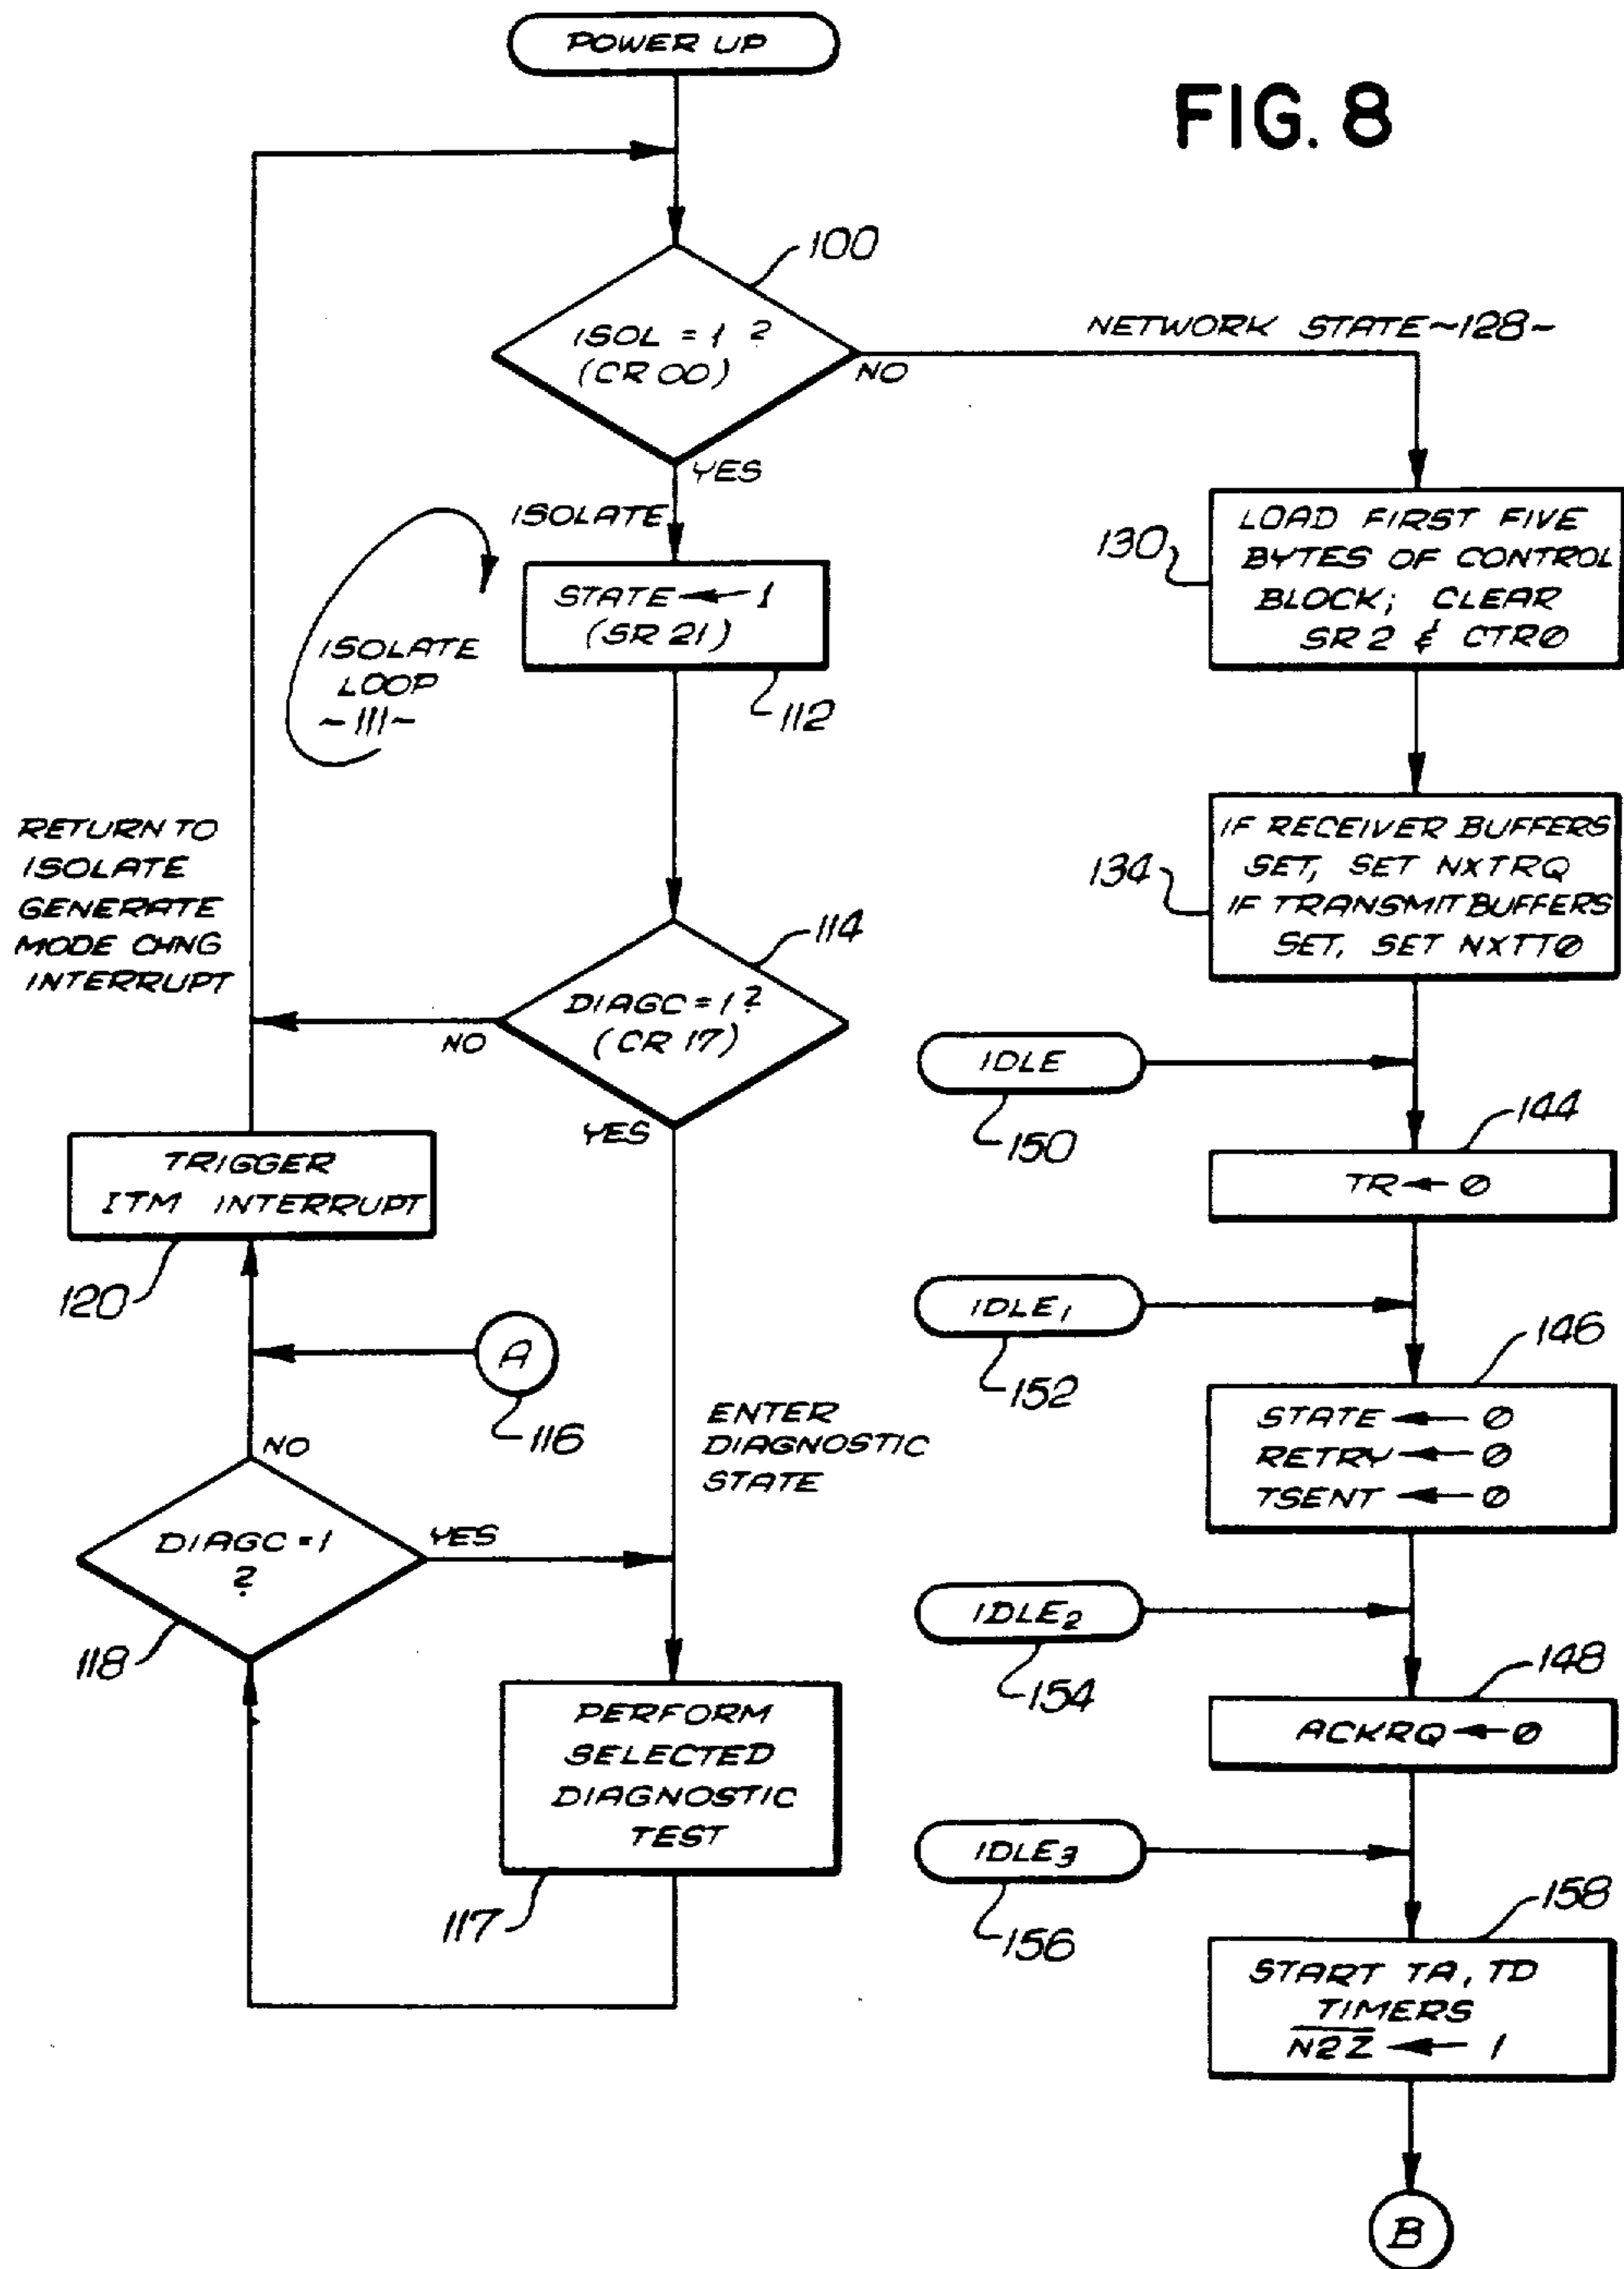 POWER UP
FIG. 8
100
ISOL = 1 ?
(CR 00)
NO
NETWORK STATE ~128~
YES
ISOLATE
STATE ← 1
(SR 21)
112
ISOLATE
LOOP
~111~
130
LOAD FIRST FIVE
BYTES OF CONTROL
BLOCK; CLEAR
SR2 & CTRØ
134
IF RECEIVER BUFFERS
SET, SET NXTRQ
IF TRANSMIT BUFFERS
SET, SET NXTTØ
RETURN TO
ISOLATE
GENERATE
MODE CHNG
INTERRUPT
114
DIAGC = 1 ?
(CR 17)
NO
YES
IDLE
150
144
TR ← Ø
TRIGGER
ITM INTERRUPT
120
A
116
IDLE₁
152
146
STATE ← Ø
RETRY ← Ø
TSENT ← Ø
ENTER
DIAGNOSTIC
STATE
NO
DIAGC = 1
?
YES
118
IDLE₂
154
148
ACKRQ ← Ø
PERFORM
SELECTED
DIAGNOSTIC
TEST
117
IDLE₃
156
158
START TA, TD
TIMERS
N̅2̅Z̅ ← 1
B